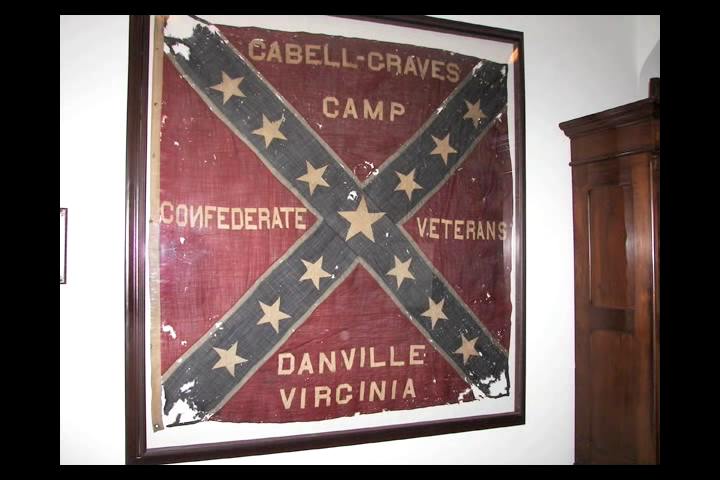 CABELL-GRAVES
CAMP
CONFEDERATE VETERANS
DANVILLE
VIRGINIA